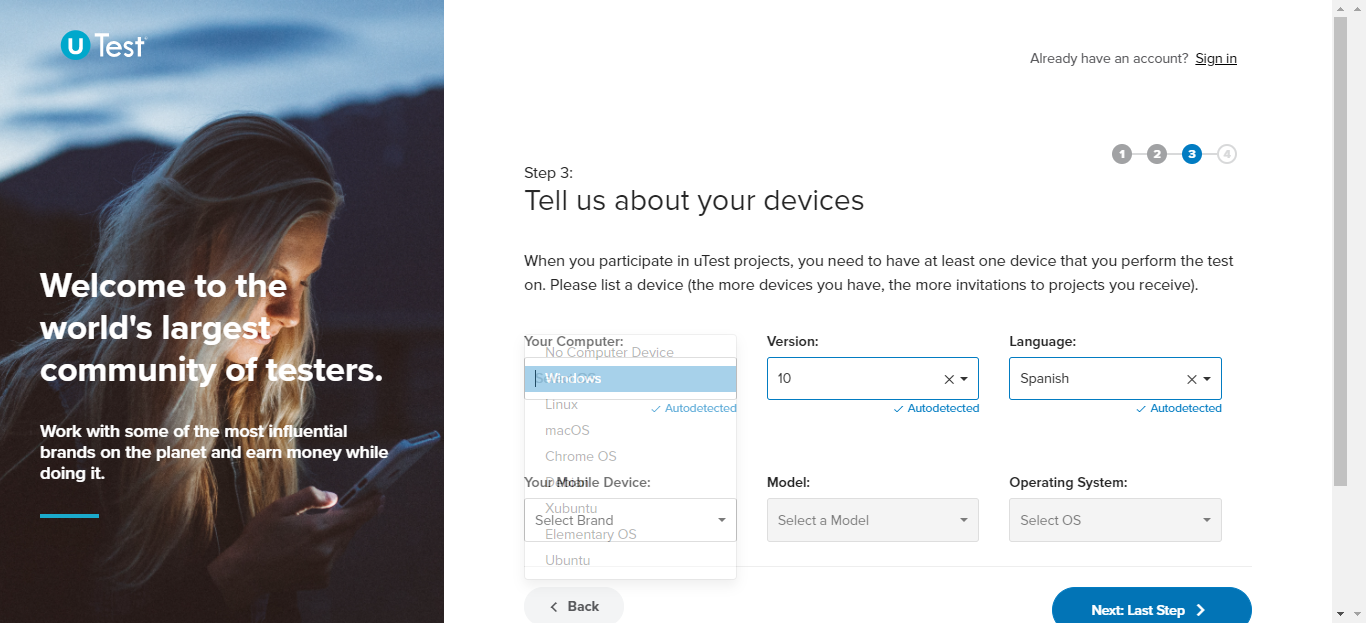 uTest
Already have an account? Sign in
1 2 3 4
Step 3:
Tell us about your devices
When you participate in uTest projects, you need to have at least one device that you perform the test
on. Please list a device (the more devices you have, the more invitations to projects you receive).
Welcome to the
world's largest
community of testers.
Work with some of the most influential
brands on the planet and earn money while
doing it.
Your Computer:
No Computer Device
Windows
Linux
macOS
Chrome OS
Xubuntu
Elementary OS
Ubuntu
Autodetected
Version:
10
Autodetected
Language:
Spanish
Autodetected
Your Mobile Device:
Select Brand
Model:
Select a Model
Operating System:
Select OS
Back
Next: Last Step